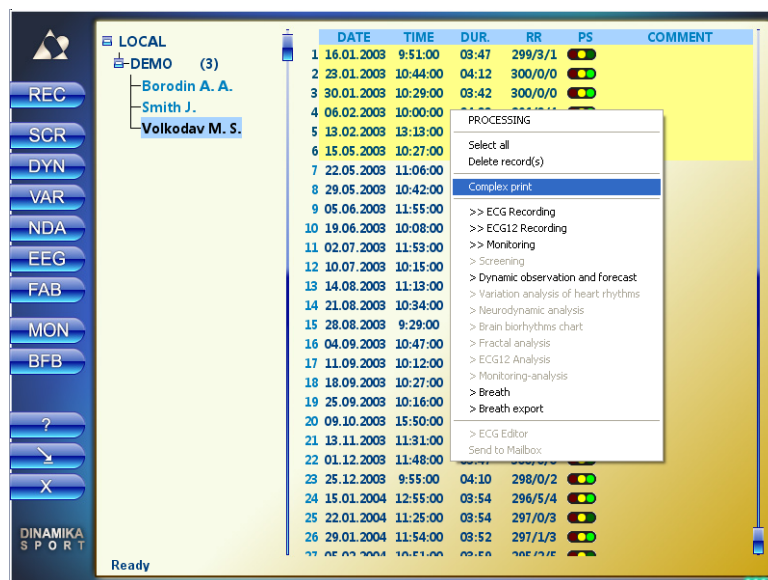 DATE TIME DUR. RR PS COMMENT
LOCAL
DEMO (3)
Borodin A. A.
Smith J.
Volkodav M. S.
REC
SCR
DYN
VAR
NDA
EEG
FAB
MON
BFB
?
X
DINAMIKA
SPORT
1 16.01.2003 9:51:00 03:47 299/3/1
2 23.01.2003 10:44:00 04:12 300/0/0
3 30.01.2003 10:29:00 03:42 300/0/0
4 06.02.2003 10:00:00
5 13.02.2003 13:13:00
6 15.05.2003 10:27:00
7 22.05.2003 11:06:00
8 29.05.2003 10:42:00
9 05.06.2003 11:55:00
10 19.06.2003 10:08:00
11 02.07.2003 11:53:00
12 10.07.2003 10:15:00
13 14.08.2003 11:13:00
14 21.08.2003 10:34:00
15 28.08.2003 9:29:00
16 04.09.2003 10:47:00
17 11.09.2003 10:12:00
18 18.09.2003 10:27:00
19 25.09.2003 10:16:00
20 09.10.2003 15:50:00
21 13.11.2003 11:31:00
22 01.12.2003 11:48:00
23 25.12.2003 9:55:00 04:10 298/0/2
24 15.01.2004 12:55:00 03:54 296/5/4
25 22.01.2004 11:25:00 03:54 297/0/3
26 29.01.2004 11:54:00 03:52 297/1/3
27 05.02.2004 10:51:00 03:59 295/2/5
PROCESSING
Select all
Delete record(s)
Complex print
>> ECG Recording
>> ECG12 Recording
>> Monitoring
> Screening
> Dynamic observation and forecast
> Variation analysis of heart rhythms
> Neurodynamic analysis
> Brain biorhythms chart
> Fractal analysis
> ECG12 Analysis
> Monitoring-analysis
> Breath
> Breath export
> ECG Editor
Send to Mailbox
Ready